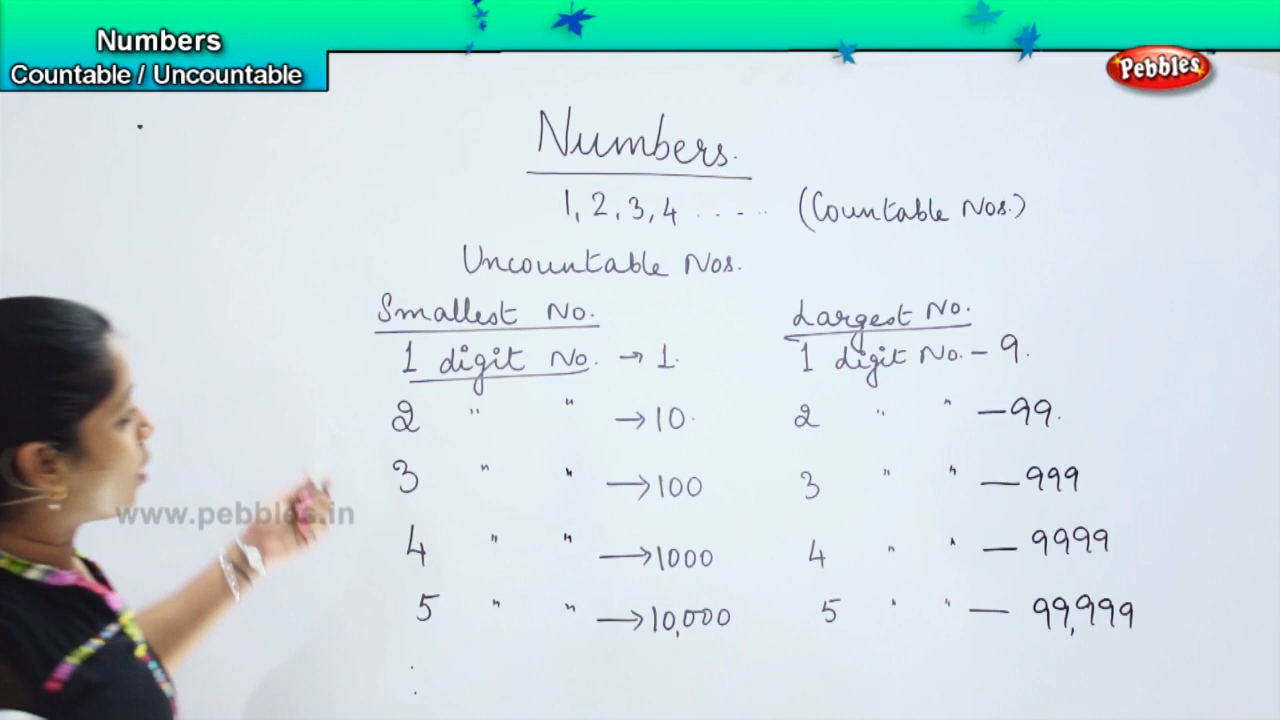 Numbers
Countable / Uncountable
Pebbles
Numbers.
1, 2, 3, 4 ...... (Countable Nos.)
Uncountable Nos.
Smallest No. Largest No.
1 digit No. → 1. 1 digit No. - 9.
2 " " → 10. 2 " " — 99.
3 " " → 100 3 " " — 999
4 " " → 1000 4 " " — 9999
5 " " → 10,000 5 " " — 99,999
www.pebbles.in